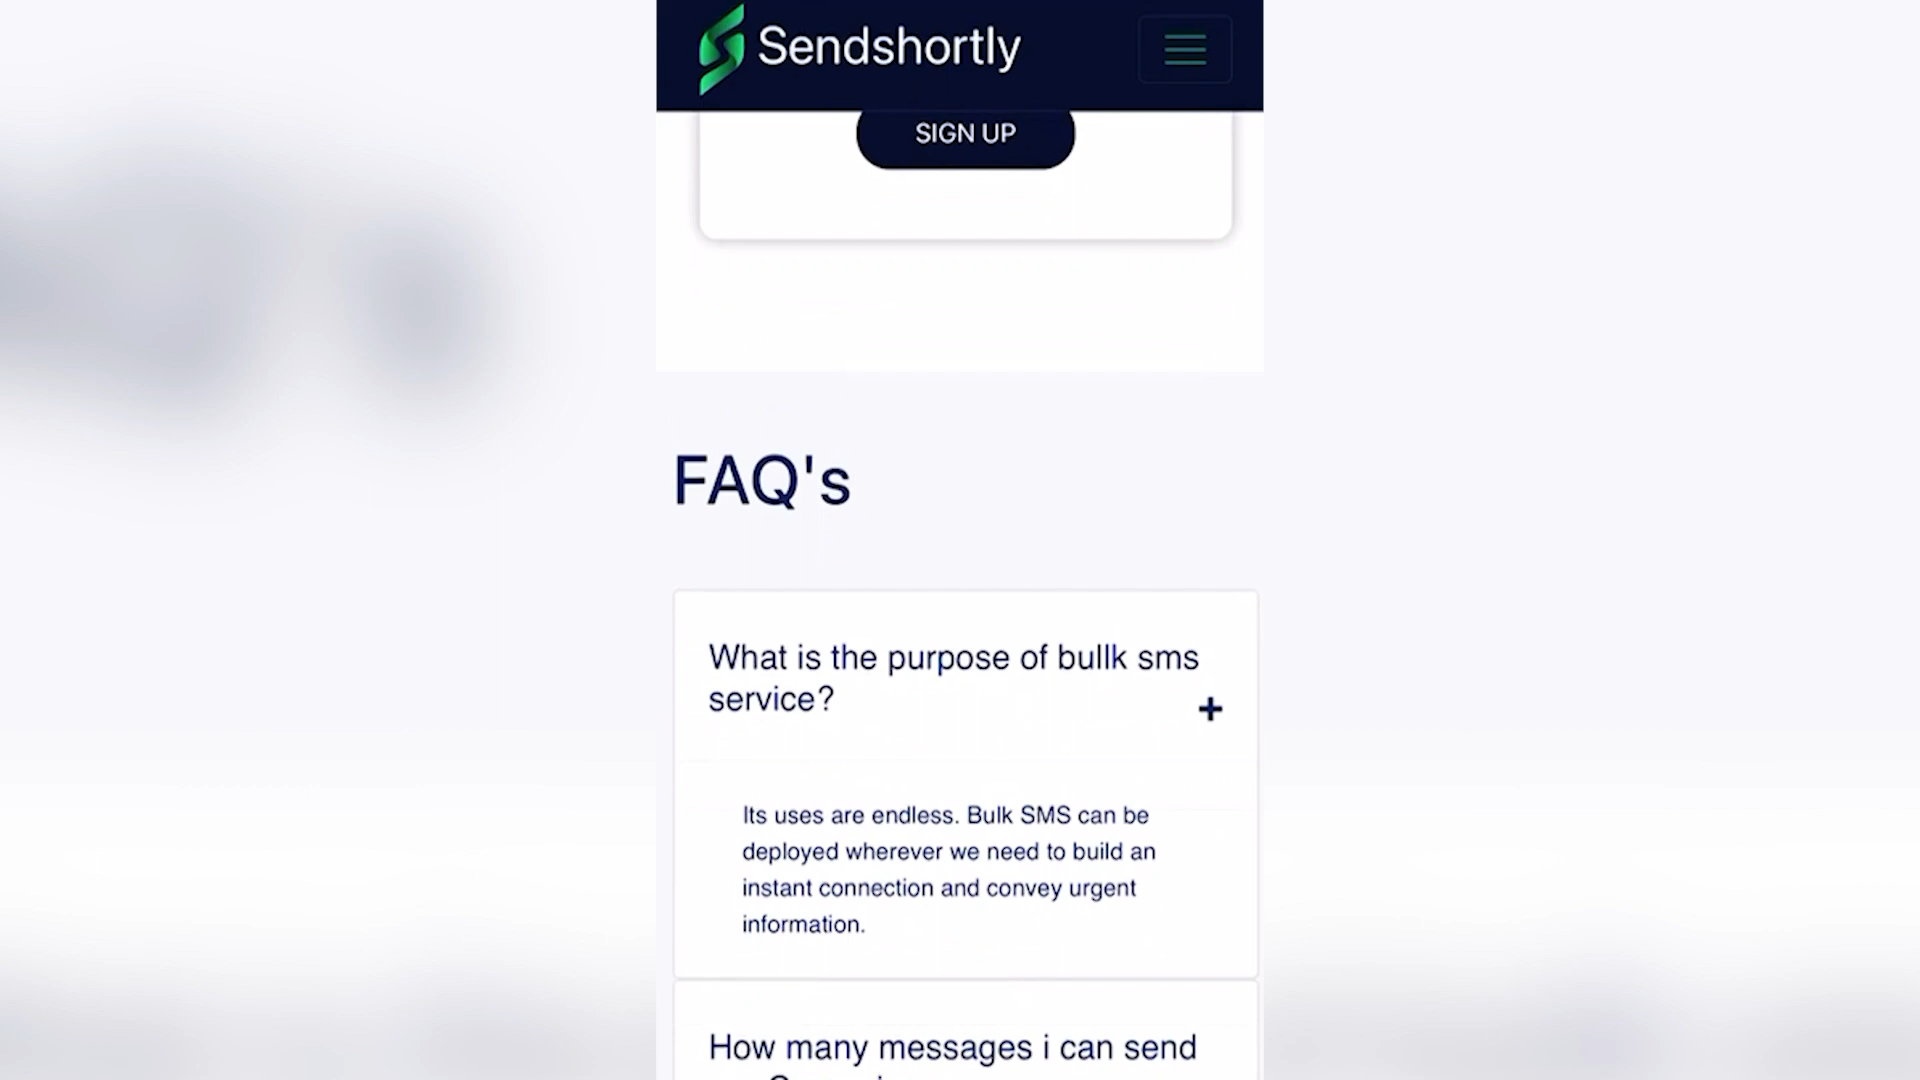 Sendshortly
SIGN UP
FAQ's
What is the purpose of bullk sms
service?
+
Its uses are endless. Bulk SMS can be
deployed wherever we need to build an
instant connection and convey urgent
information.
How many messages i can send